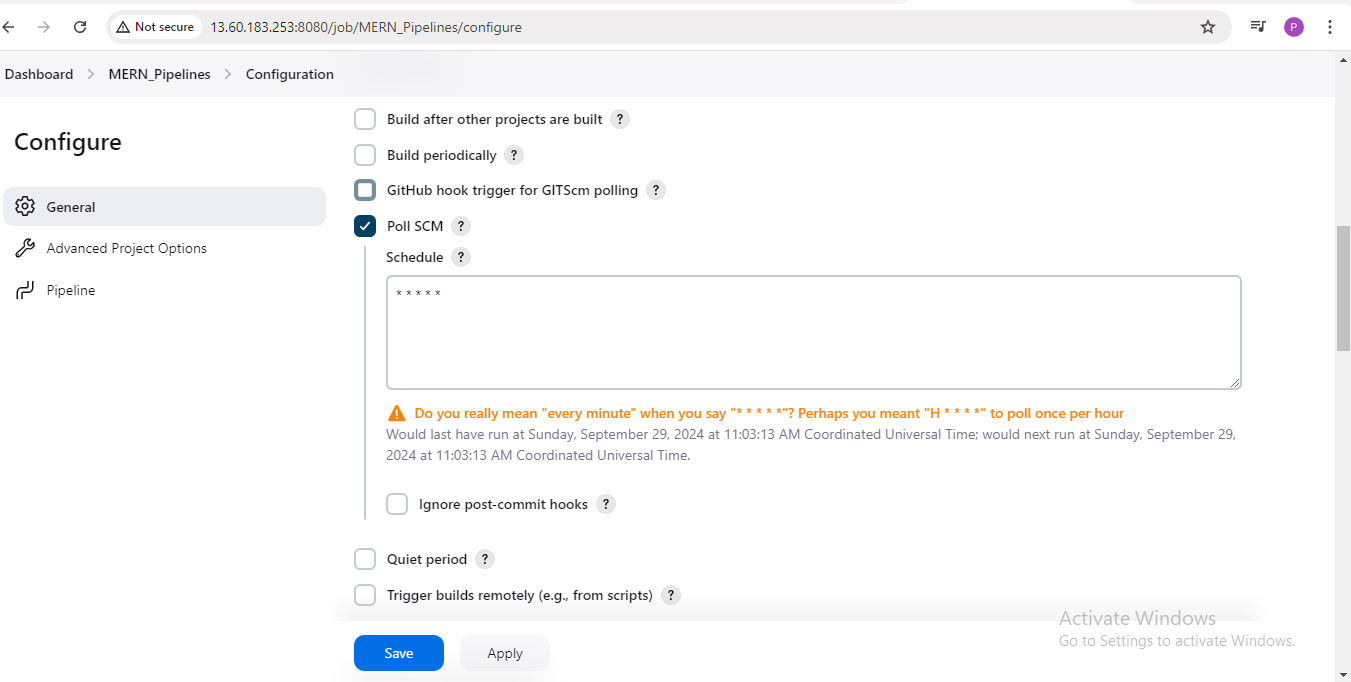 Not secure 13.60.183.253:8080/job/MERN_Pipelines/configure P
Dashboard MERN_Pipelines Configuration
Configure
General
Advanced Project Options
Pipeline
Build after other projects are built ?
Build periodically ?
GitHub hook trigger for GITScm polling ?
Poll SCM ?
Schedule ?
* * * * *
Do you really mean "every minute" when you say "* * * * *"? Perhaps you meant "H * * * *" to poll once per hour
Would last have run at Sunday, September 29, 2024 at 11:03:13 AM Coordinated Universal Time; would next run at Sunday, September 29,
2024 at 11:03:13 AM Coordinated Universal Time.
Ignore post-commit hooks ?
Quiet period ?
Trigger builds remotely (e.g., from scripts) ?
Save Apply
Activate Windows
Go to Settings to activate Windows.